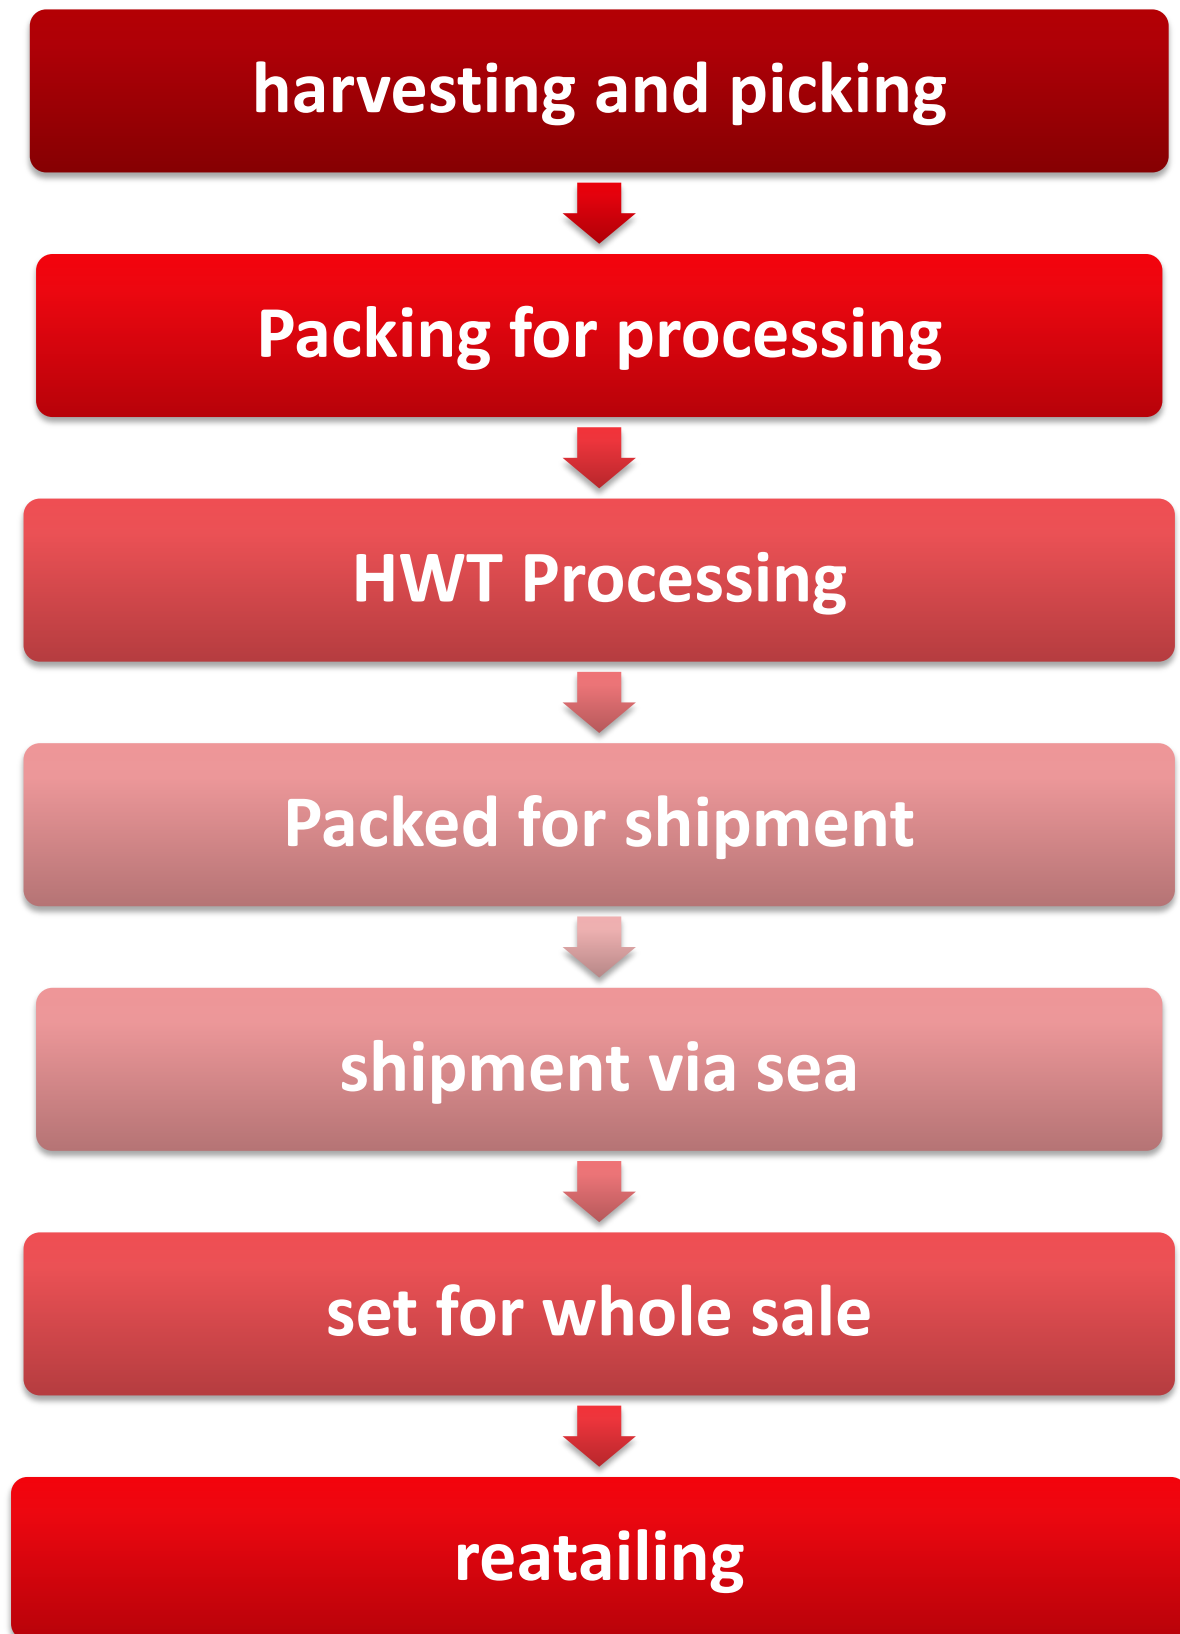 harvesting and picking
Packing for processing
HWT Processing
Packed for shipment
shipment via sea
set for whole sale
reatailing